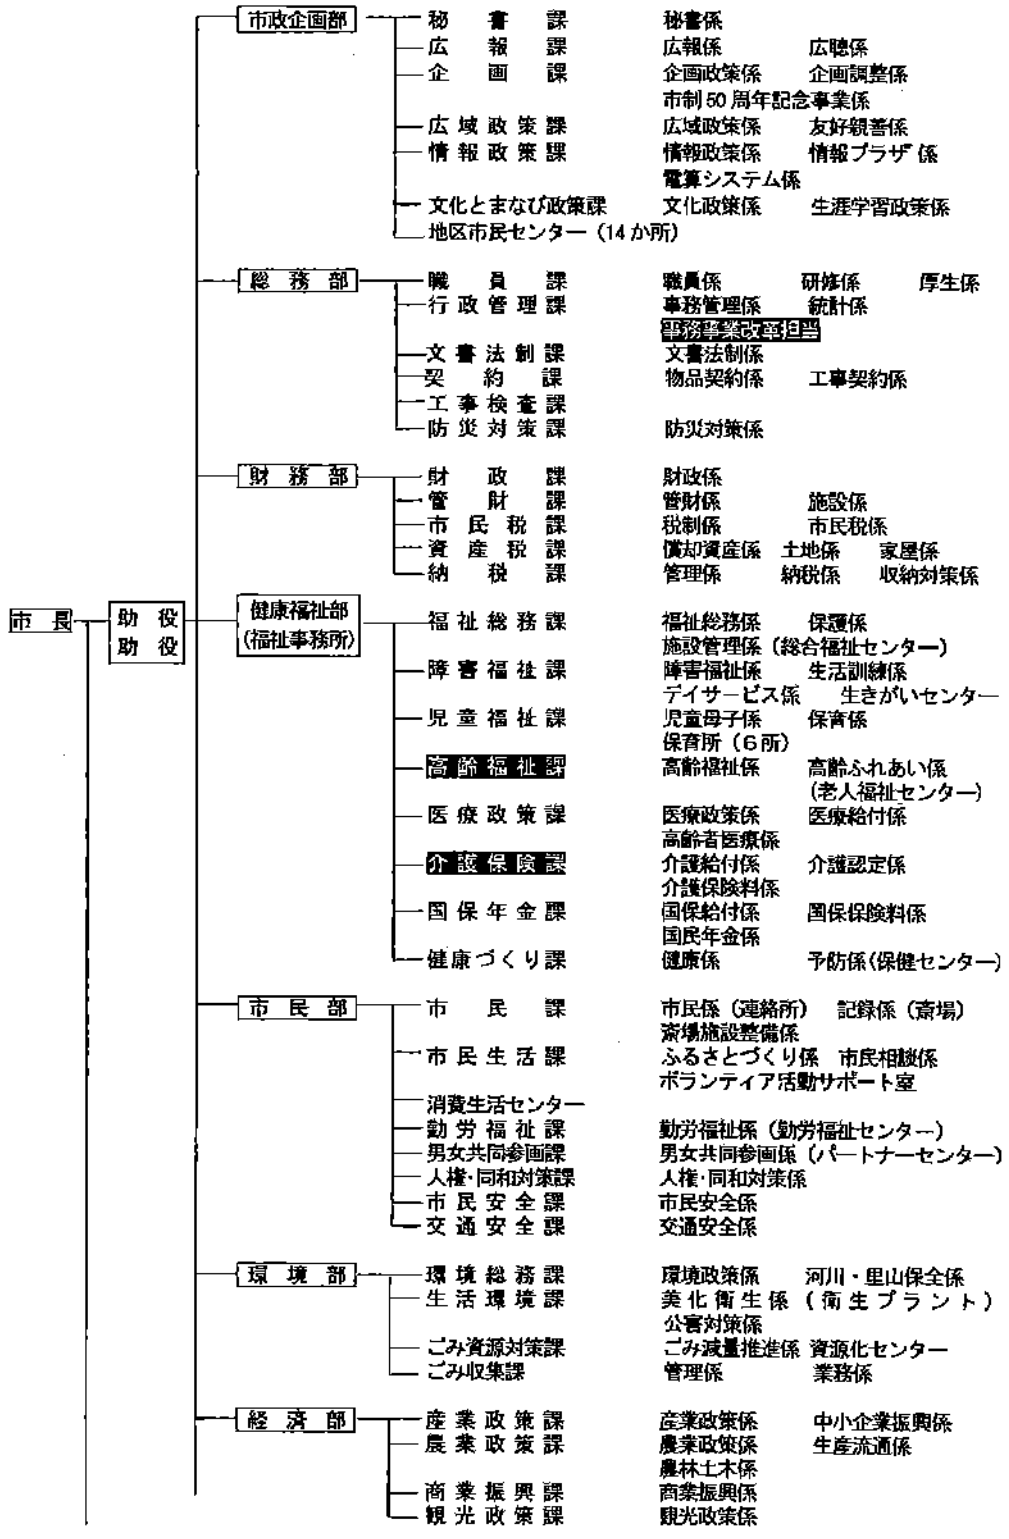 市政企画部 秘書課 秘書係
広報課 広報係 広聴係
企画課 企画政策係 企画調整係
市制50周年記念事業係
広域政策課 広域政策係 友好親善係
情報政策課 情報政策係 情報プラザ係
電算システム係
文化とまなび政策課 文化政策係 生涯学習政策係
地区市民センター（14か所）
総務部 職員課 職員係 研修係 厚生係
行政管理課 事務管理係 統計係
事務事業改革担当
文書法制課 文書法制係
契約課 物品契約係 工事契約係
工事検査課
防災対策課 防災対策係
財務部 財政課 財政係
管財課 管財係 施設係
市民税課 税制係 市民税係
資産税課 償却資産係 土地係 家屋係
納税課 管理係 納税係 収納対策係
市長 助役 助役 健康福祉部 (福祉事務所) 福祉総務課 福祉総務係 保護係
施設管理係（総合福祉センター）
障害福祉課 障害福祉係 生活訓練係
デイサービス係 生きがいセンター
児童福祉課 児童母子係 保育係
保育所（6所）
高齢福祉課 高齢福祉係 高齢ふれあい係
(老人福祉センター)
医療政策課 医療政策係 医療給付係
高齢者医療係
介護保険課 介護給付係 介護認定係
介護保険料係
国保年金課 国保給付係 国保保険料係
国民年金係
健康づくり課 健康係 予防係(保健センター)
市民部 市民課 市民係（連絡所） 記録係（斎場）
斎場施設整備係
市民生活課 ふるさとづくり係 市民相談係
ボランティア活動サポート室
消費生活センター
勤労福祉課 勤労福祉係（勤労福祉センター）
男女共同参画課 男女共同参画係（パートナーセンター）
人権・同和対策課 人権・同和対策係
市民安全課 市民安全係
交通安全課 交通安全係
環境部 環境総務課 環境政策係 河川・里山保全係
生活環境課 美化衛生係（衛生プラント）
公害対策係
ごみ資源対策課 ごみ減量推進係 資源化センター
ごみ収集課 管理係 業務係
経済部 産業政策課 産業政策係 中小企業振興係
農業政策課 農業政策係 生産流通係
農林土木係
商業振興課 商業振興係
観光政策課 観光政策係